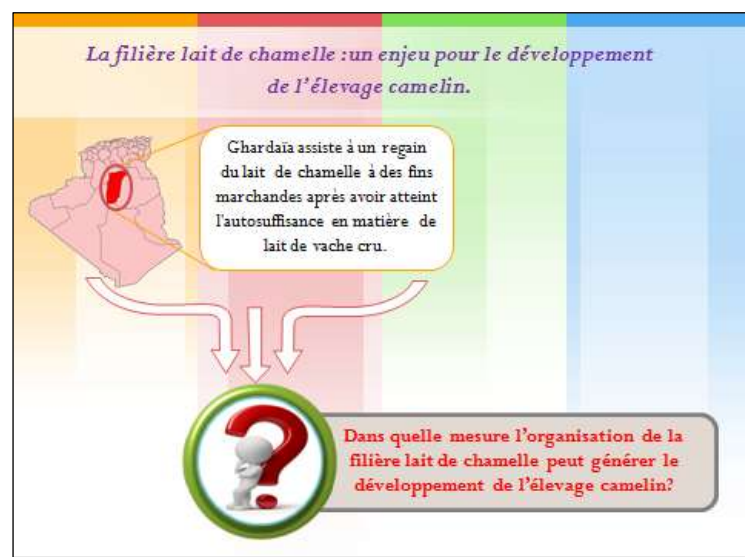 La filière lait de chamelle :un enjeu pour le développement
de l'élevage camelin.
Ghardaïa assiste à un regain
du lait de chamelle à des fins
marchandes après avoir atteint
l'autosuffisance en matière de
lait de vache cru.
Dans quelle mesure l'organisation de la
filière lait de chamelle peut générer le
développement de l'élevage camelin?